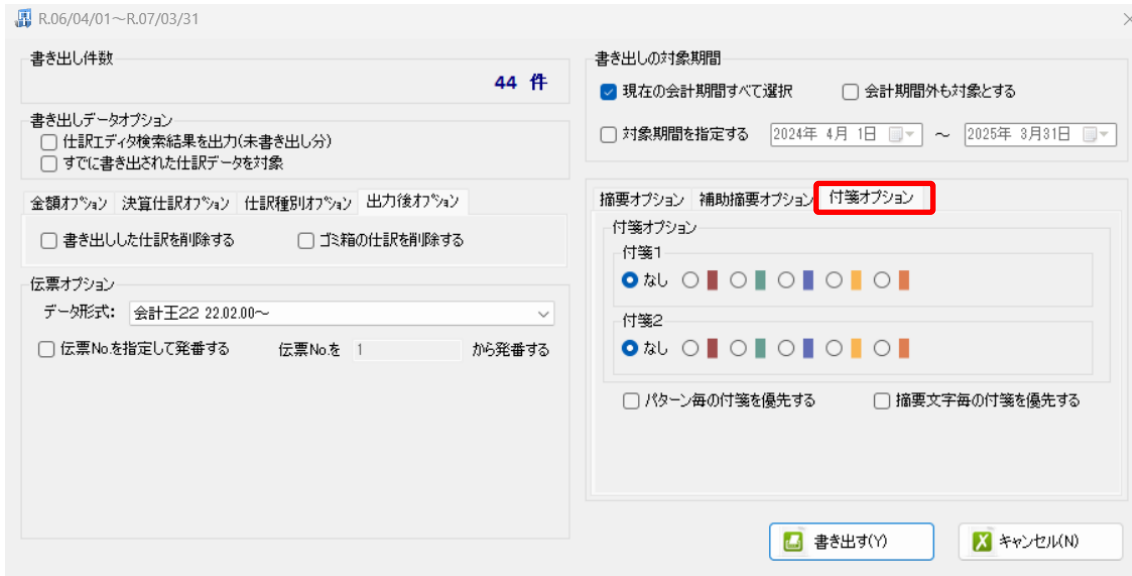 R.06/04/01～R.07/03/31
書き出し件数
44 件
書き出しデータオプション
仕訳エディタ検索結果を出力(未書き出し分)
すでに書き出された仕訳データを対象
金額オプション 決算仕訳オプション 仕訳種別オプション 出力後オプション
書き出しした仕訳を削除する ゴミ箱の仕訳を削除する
伝票オプション
データ形式： 会計王22 22.02.00～
伝票No.を指定して発番する 伝票No.を 1 から発番する
書き出しの対象期間
現在の会計期間すべて選択 会計期間外も対象とする
対象期間を指定する 2024年 4月 1日 ～ 2025年 3月31日
摘要オプション 補助摘要オプション 付箋オプション
付箋オプション
付箋1
なし
付箋2
なし
パターン毎の付箋を優先する 摘要文字毎の付箋を優先する
書き出す(Y) キャンセル(N)